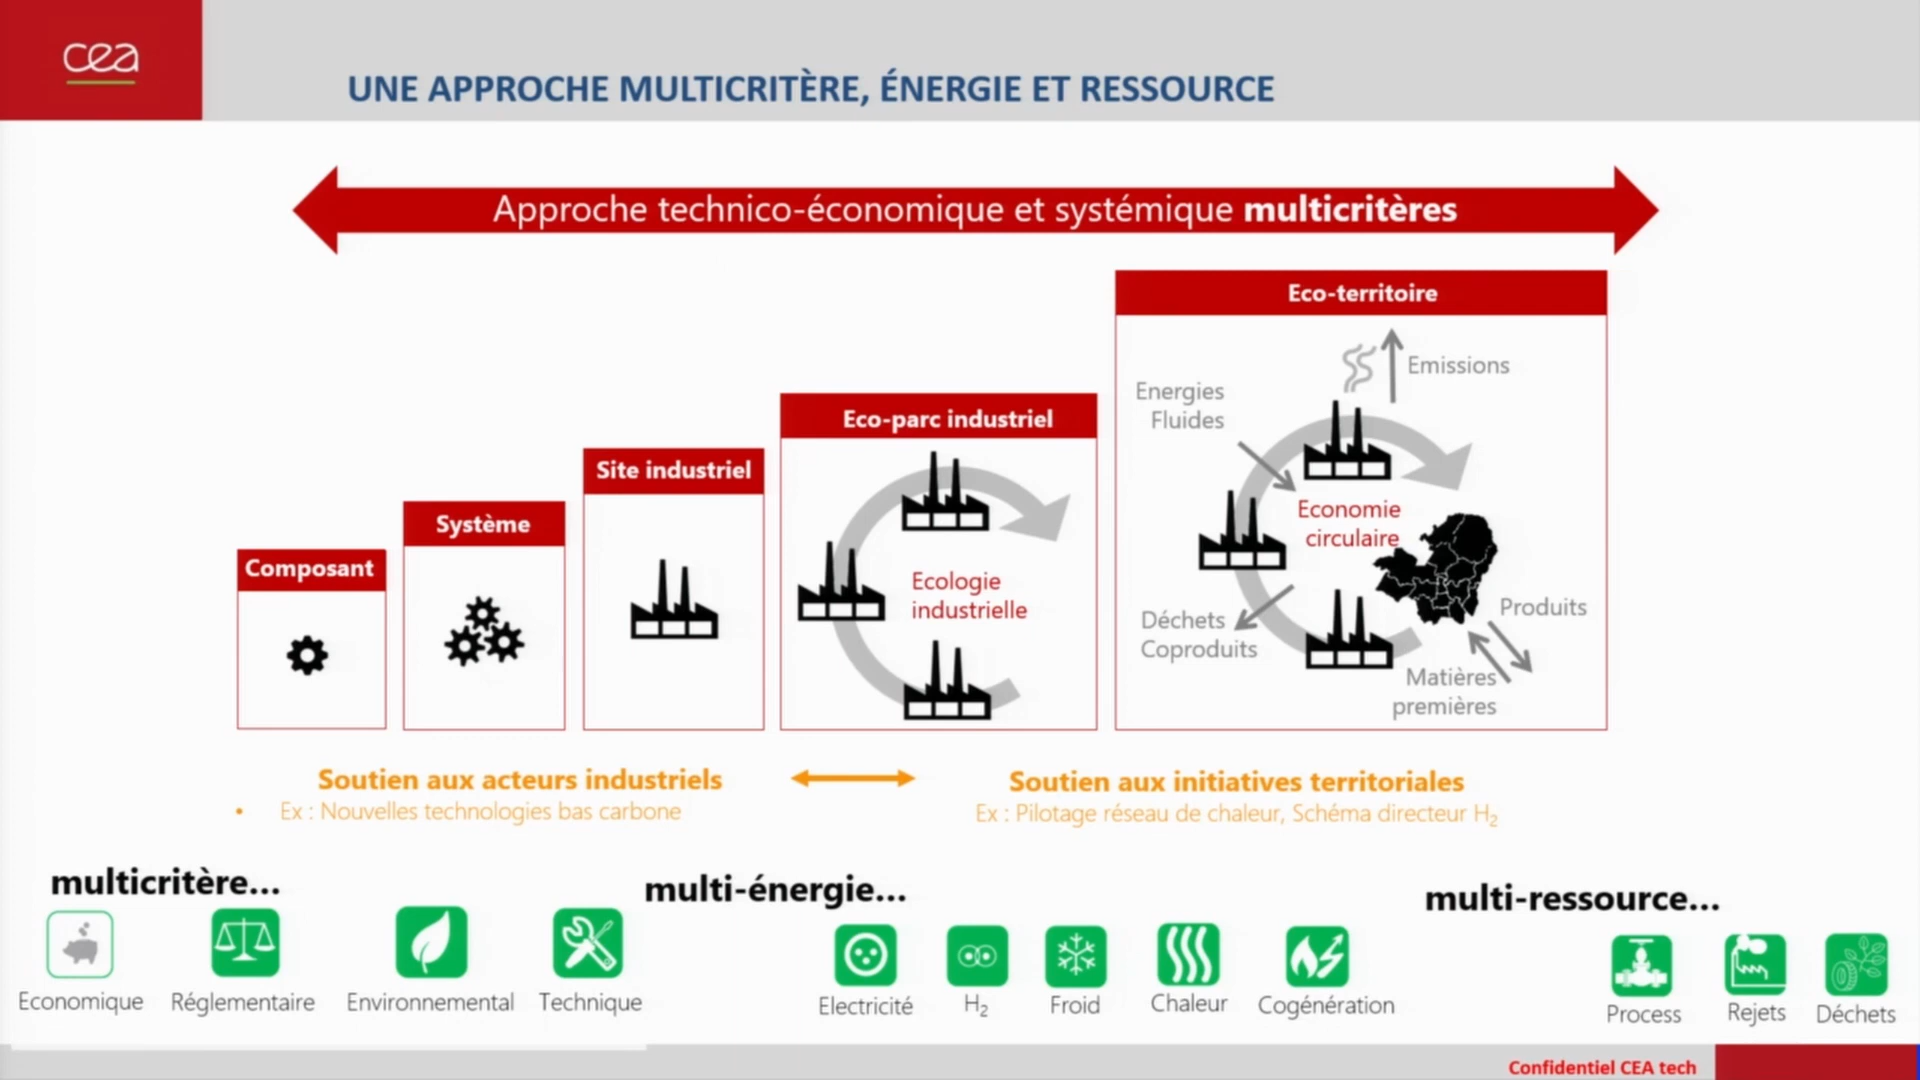 cea
UNE APPROCHE MULTICRITÈRE, ÉNERGIE ET RESSOURCE
Approche technico-économique et systémique multicritères
Composant
Système
Site industriel
Eco-parc industriel
Ecologie
industrielle
Eco-territoire
Emissions
Energies
Fluides
Economie
circulaire
Déchets
Coproduits
Produits
Matières
premières
Soutien aux acteurs industriels
• Ex : Nouvelles technologies bas carbone
Soutien aux initiatives territoriales
Ex : Pilotage réseau de chaleur, Schéma directeur H₂
multicritère...
Economique
Réglementaire
Environnemental
Technique
multi-énergie...
Electricité
H₂
Froid
Chaleur
Cogénération
multi-ressource...
Process
Rejets
Déchets
Confidentiel CEA tech